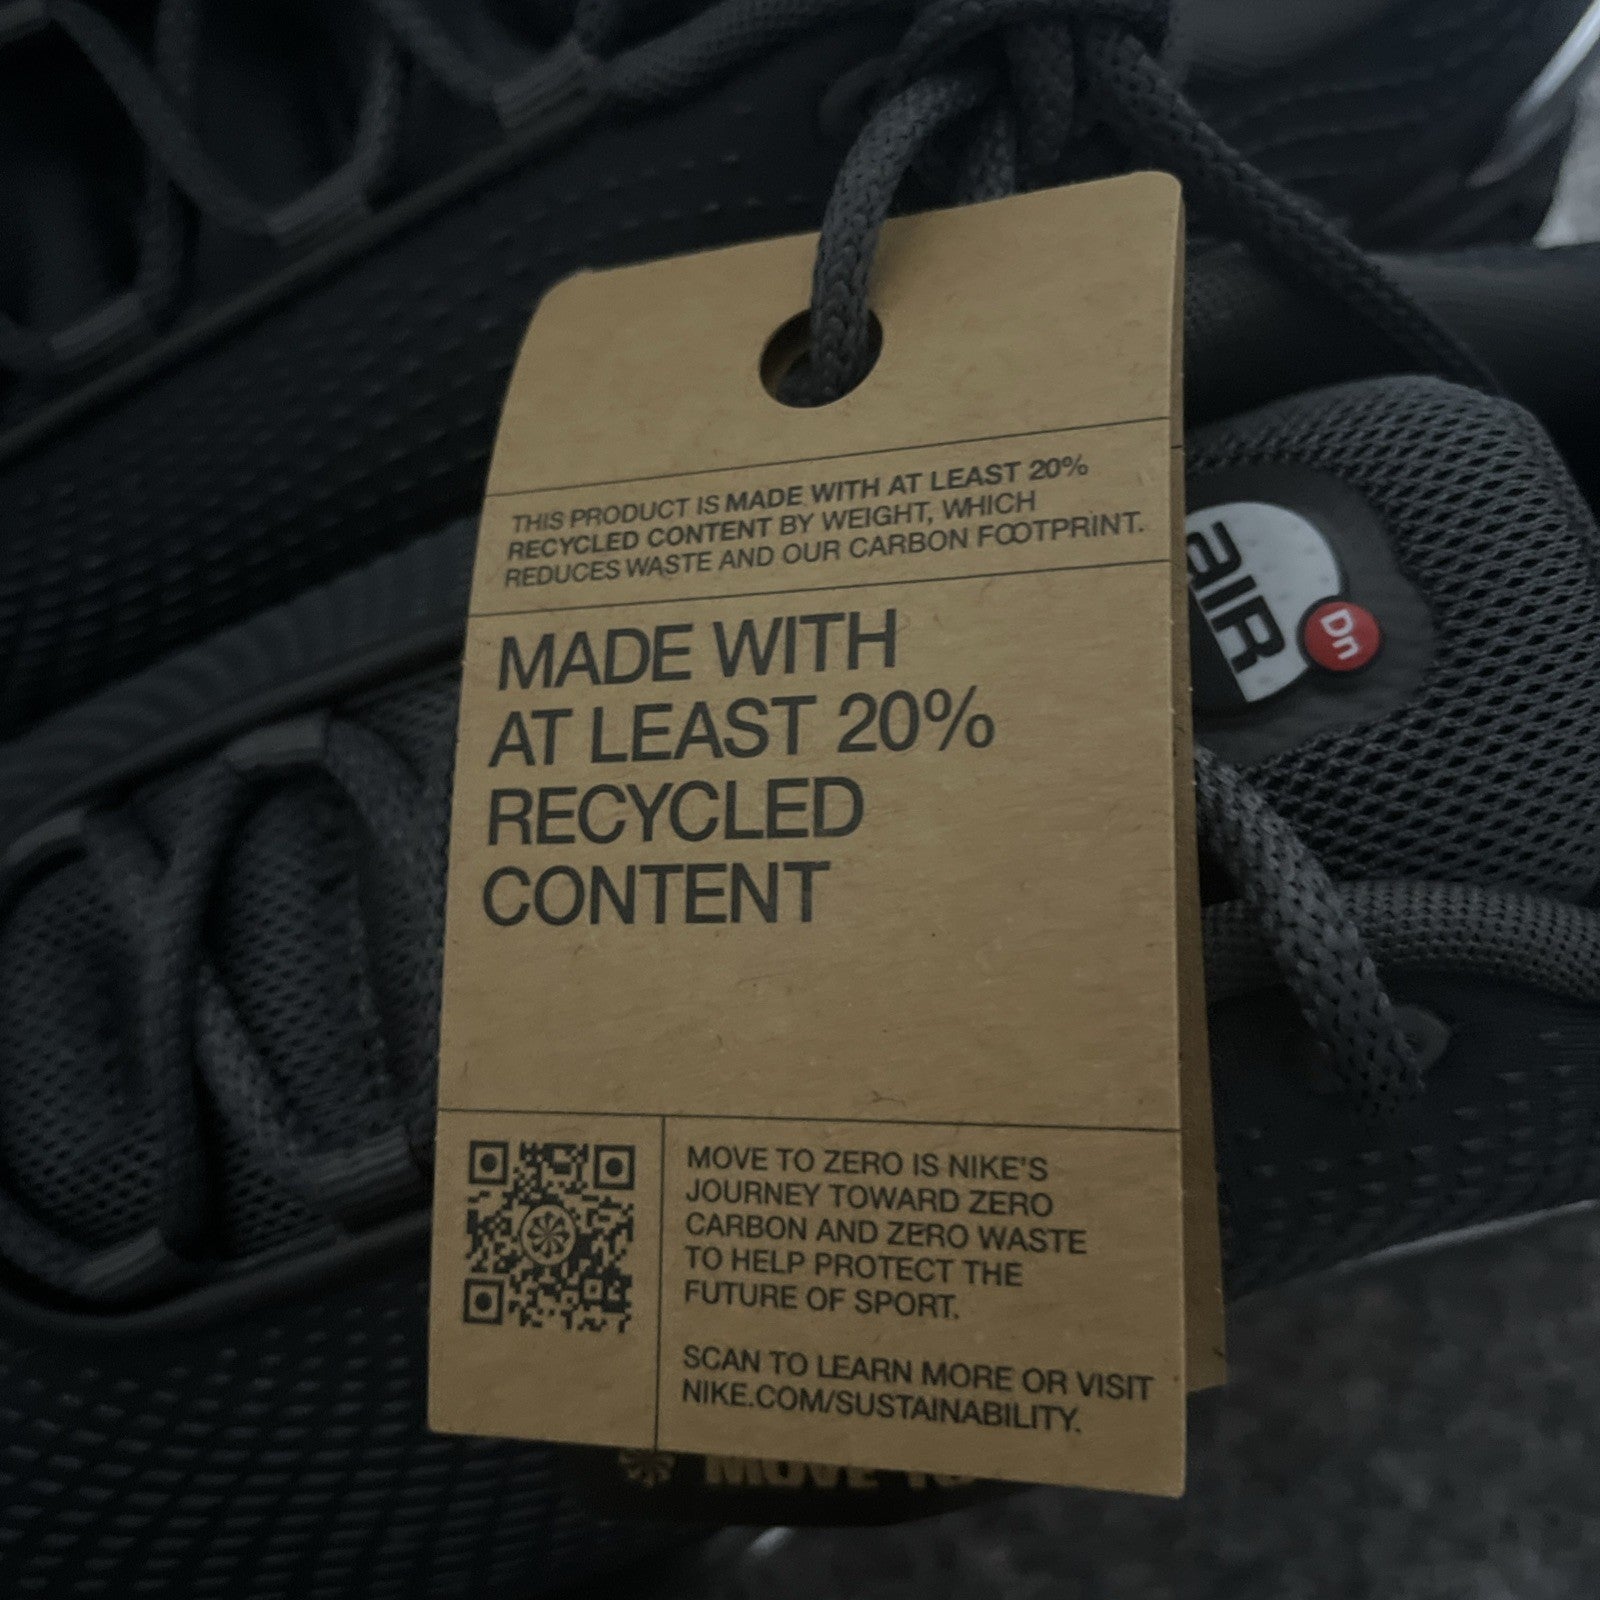 THIS PRODUCT IS MADE WITH AT LEAST 20%
RECYCLED CONTENT BY WEIGHT, WHICH
REDUCES WASTE AND OUR CARBON FOOTPRINT.
MADE WITH
AT LEAST 20%
RECYCLED
CONTENT
MOVE TO ZERO IS NIKE'S
JOURNEY TOWARD ZERO
CARBON AND ZERO WASTE
TO HELP PROTECT THE
FUTURE OF SPORT.
SCAN TO LEARN MORE OR VISIT
NIKE.COM/SUSTAINABILITY.
aIR
Dn
MOVE TO